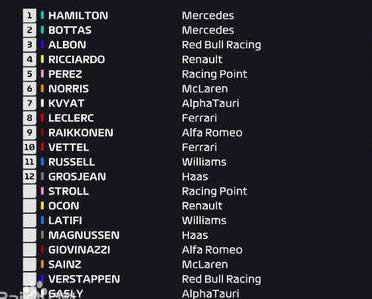 1 HAMILTON Mercedes
2 BOTTAS Mercedes
3 ALBON Red Bull Racing
4 RICCIARDO Renault
5 PEREZ Racing Point
6 NORRIS McLaren
7 KVYAT AlphaTauri
8 LECLERC Ferrari
9 RAIKKONEN Alfa Romeo
10 VETTEL Ferrari
11 RUSSELL Williams
12 GROSJEAN Haas
STROLL Racing Point
OCON Renault
LATIFI Williams
MAGNUSSEN Haas
GIOVINAZZI Alfa Romeo
SAINZ McLaren
VERSTAPPEN Red Bull Racing
GASLY AlphaTauri